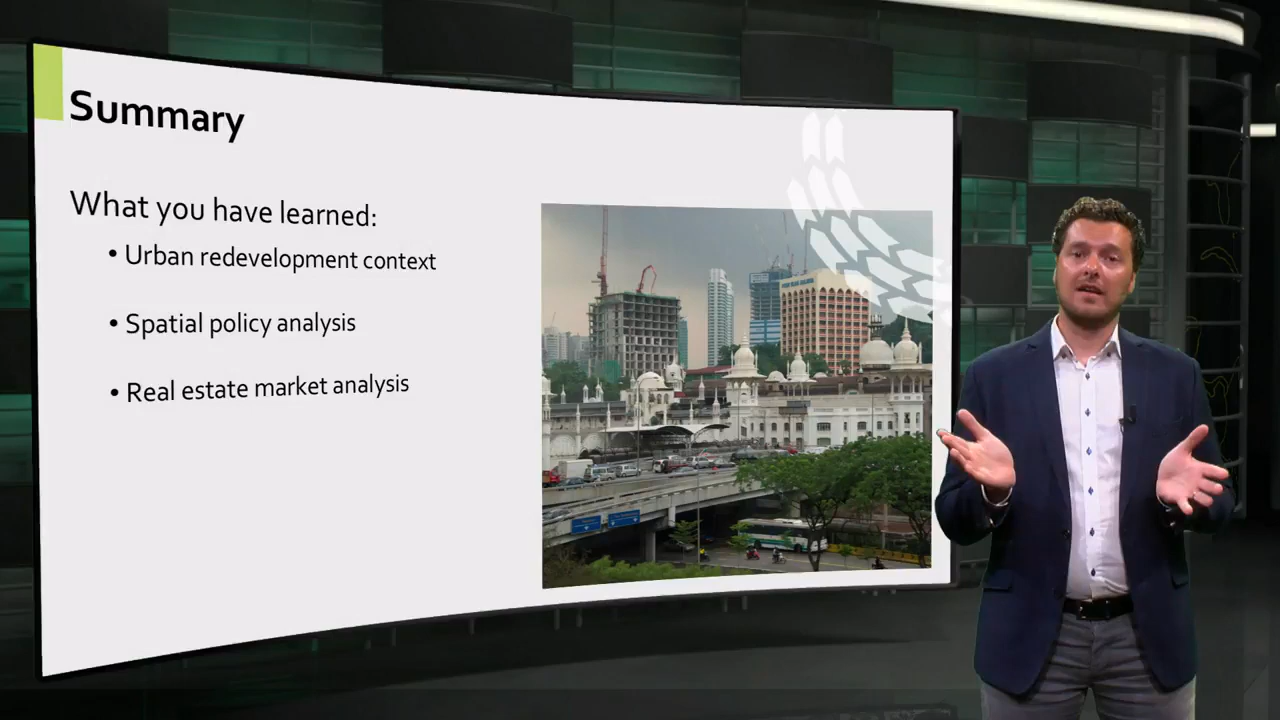 Summary
What you have learned:
• Urban redevelopment context
• Spatial policy analysis
• Real estate market analysis